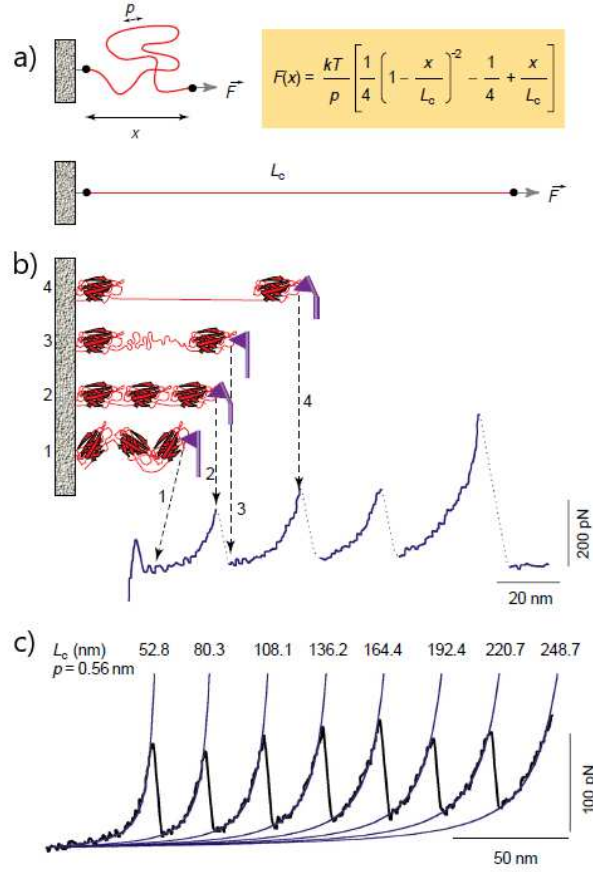 a)
p
F
x
F(x) = kT/p [ 1/4 ( 1 − x/Lc )^−2 − 1/4 + x/Lc ]
Lc
F
b)
4
3
2
1
1
2
3
4
200 pN
20 nm
c)
Lc (nm) 52.8 80.3 108.1 136.2 164.4 192.4 220.7 248.7
p = 0.56 nm
100 pN
50 nm